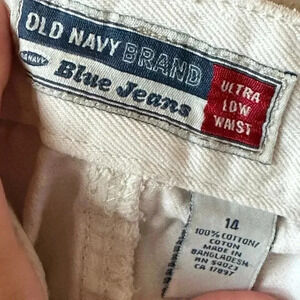 OLD NAVY BRAND
OLD NAVY
Blue Jeans
ULTRA
LOW
WAIST
14
100% COTTON/
COTON
MADE IN
BANGLADESH
RN 54023
CA 17897